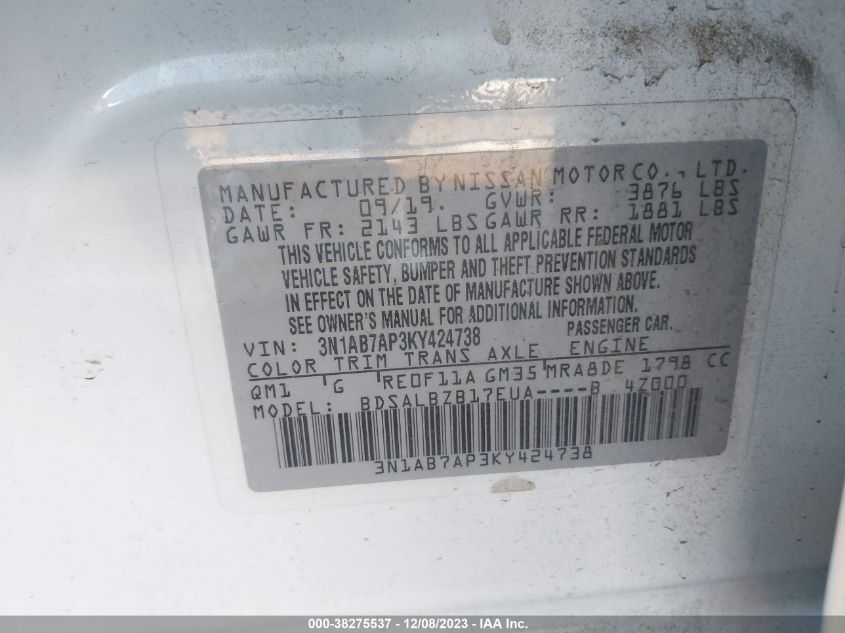 MANUFACTURED BY NISSAN MOTOR CO., LTD.
DATE: 09/19. GVWR: 3876 LBS
GAWR FR: 2143 LBS GAWR RR: 1881 LBS
THIS VEHICLE CONFORMS TO ALL APPLICABLE FEDERAL MOTOR
VEHICLE SAFETY, BUMPER AND THEFT PREVENTION STANDARDS
IN EFFECT ON THE DATE OF MANUFACTURE SHOWN ABOVE.
SEE OWNER'S MANUAL FOR ADDITIONAL INFORMATION.
VIN: 3N1AB7AP3KY424738 PASSENGER CAR.
COLOR TRIM TRANS AXLE ENGINE
QM1 G RE0F11A GM35 MRA8DE 1798 CC
MODEL: BDSALBZB17EUA----B 4Z000
3N1AB7AP3KY424738
000-38275537 - 12/08/2023 - IAA Inc.